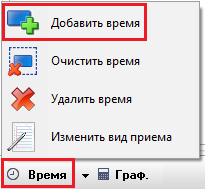 Добавить время
Очистить время
Удалить время
Изменить вид приема
Время
Граф.